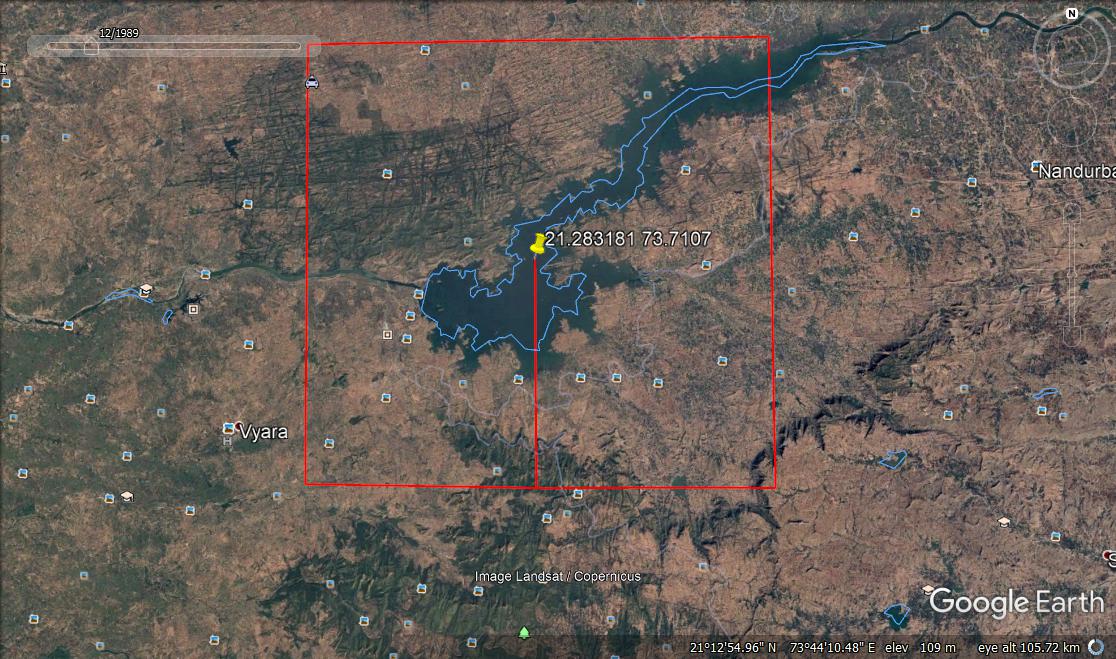 12/1989
N
Nandurba
21.283181 73.7107
Vyara
H
Image Landsat / Copernicus
S
Google Earth
21°12'54.96" N 73°44'10.48" E elev 109 m eye alt 105.72 km